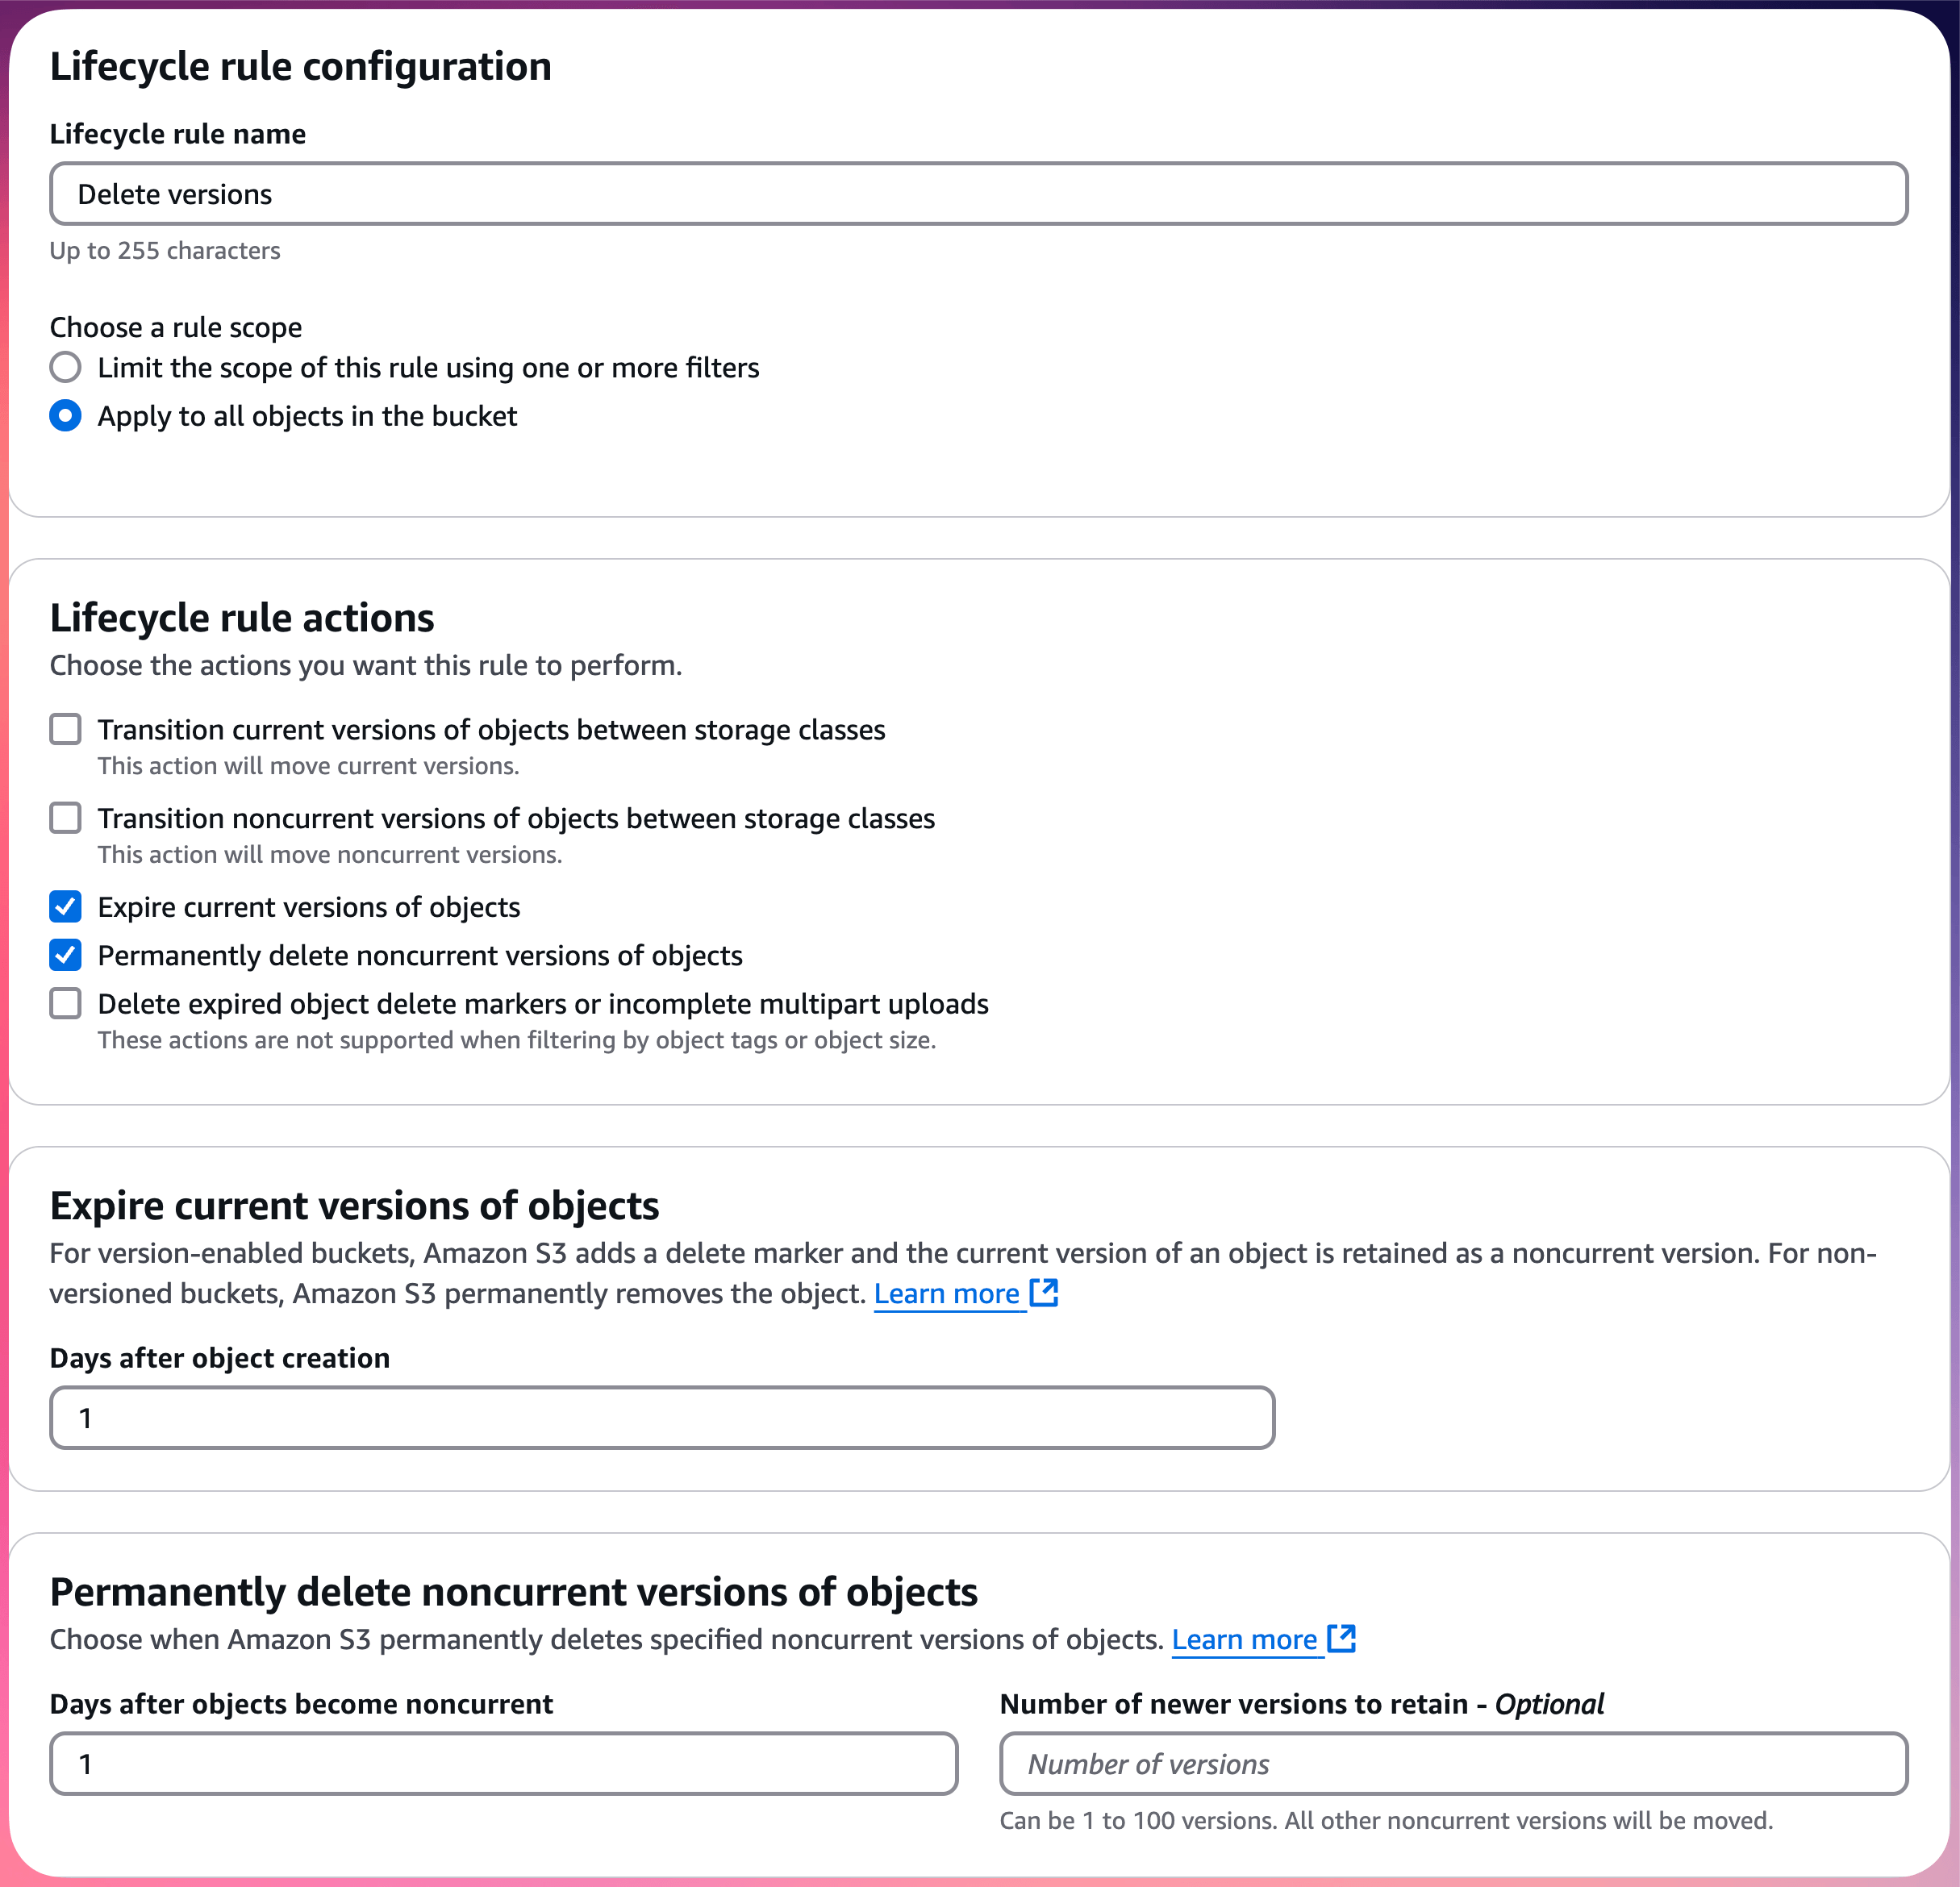 Lifecycle rule configuration
Lifecycle rule name
Delete versions
Up to 255 characters
Choose a rule scope
Limit the scope of this rule using one or more filters
Apply to all objects in the bucket
Lifecycle rule actions
Choose the actions you want this rule to perform.
Transition current versions of objects between storage classes
This action will move current versions.
Transition noncurrent versions of objects between storage classes
This action will move noncurrent versions.
Expire current versions of objects
Permanently delete noncurrent versions of objects
Delete expired object delete markers or incomplete multipart uploads
These actions are not supported when filtering by object tags or object size.
Expire current versions of objects
For version-enabled buckets, Amazon S3 adds a delete marker and the current version of an object is retained as a noncurrent version. For non-
versioned buckets, Amazon S3 permanently removes the object. Learn more
Days after object creation
1
Permanently delete noncurrent versions of objects
Choose when Amazon S3 permanently deletes specified noncurrent versions of objects. Learn more
Days after objects become noncurrent
1
Number of newer versions to retain - Optional
Number of versions
Can be 1 to 100 versions. All other noncurrent versions will be moved.